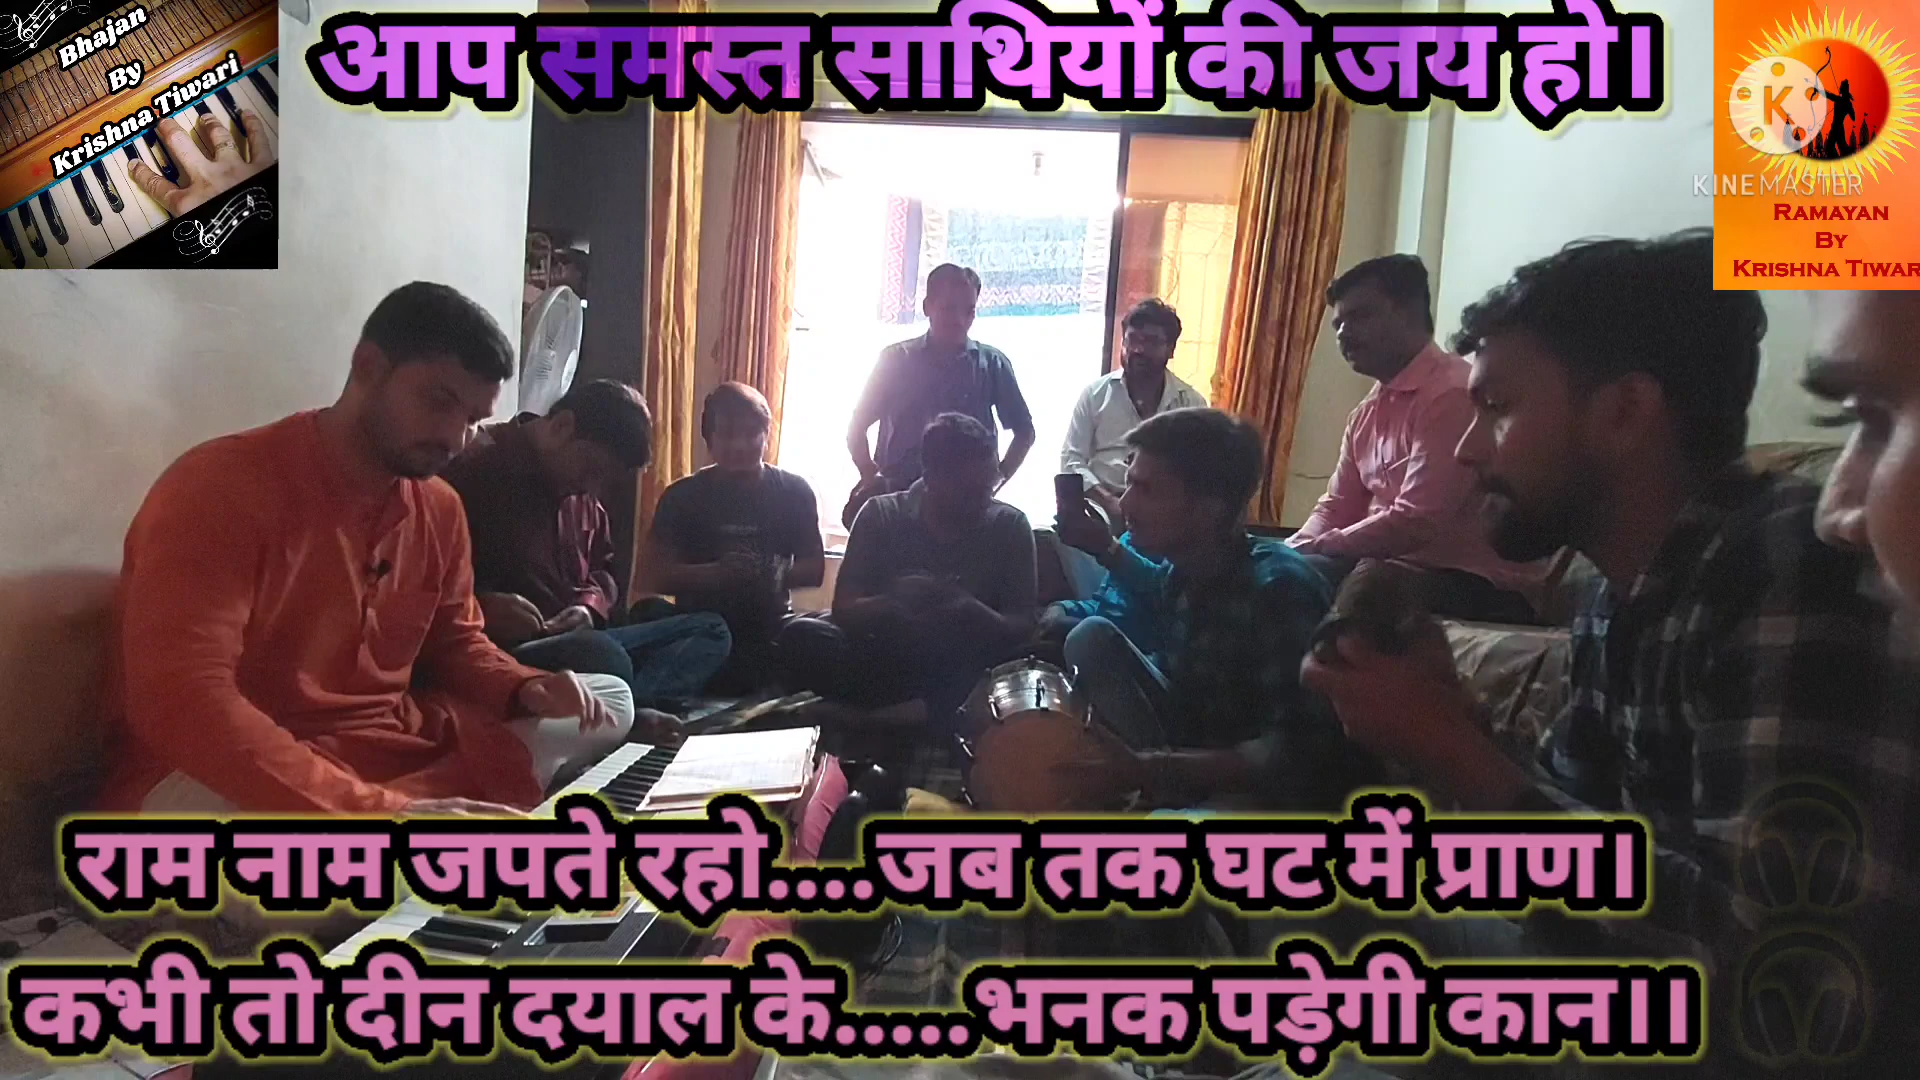 Bhajan
By
Krishna Tiwari
आप समस्त साथियों की जय हो।
K
KINEMASTER
RAMAYAN
BY
KRISHNA TIWAR
राम नाम जपते रहो....जब तक घट में प्राण।
कभी तो दीन दयाल के.....भनक पड़ेगी कान।।